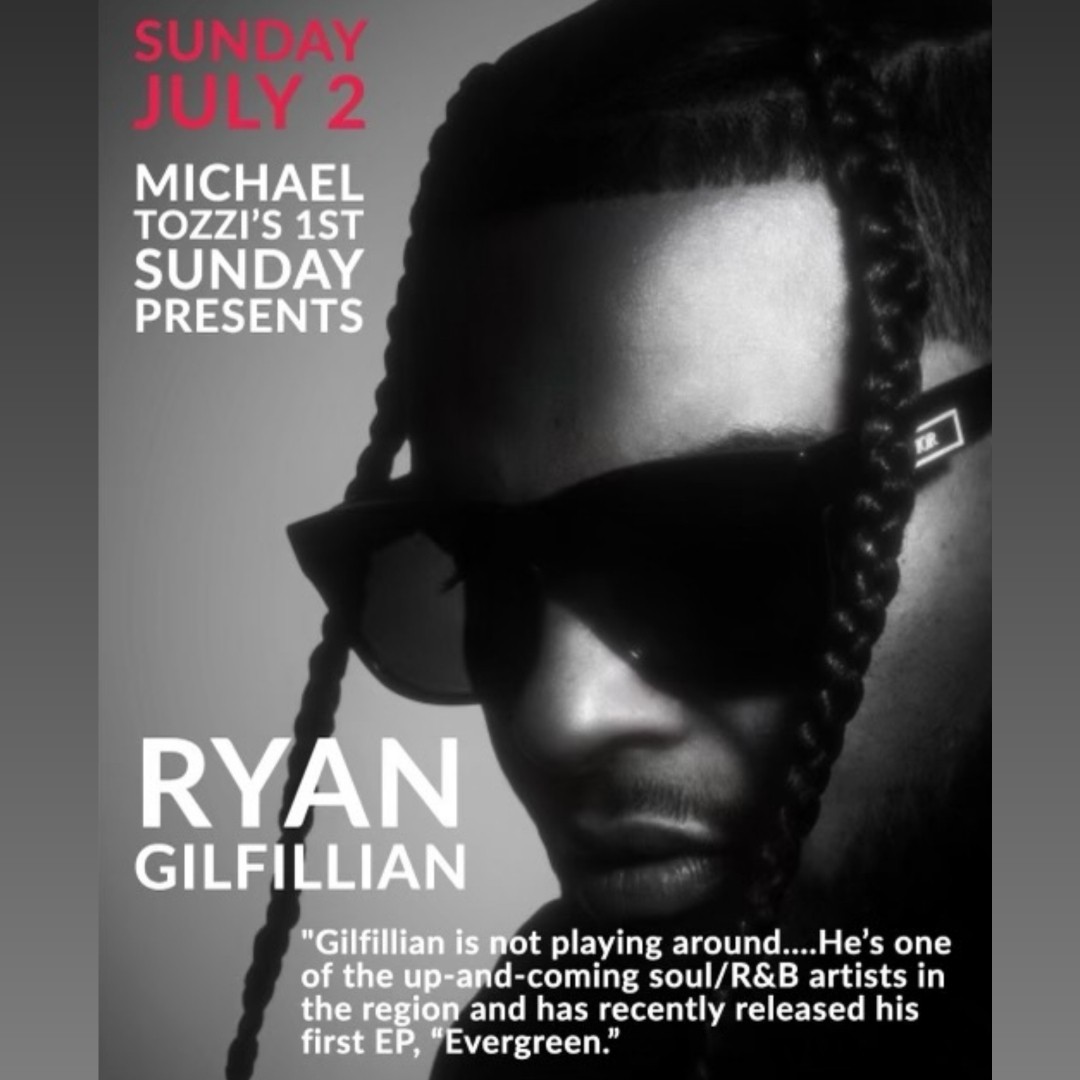 SUNDAY
JULY 2
MICHAEL
TOZZI’S 1ST
SUNDAY
PRESENTS
RYAN
GILFILLIAN
"Gilfillian is not playing around....He’s one
of the up-and-coming soul/R&B artists in
the region and has recently released his
first EP, “Evergreen.”